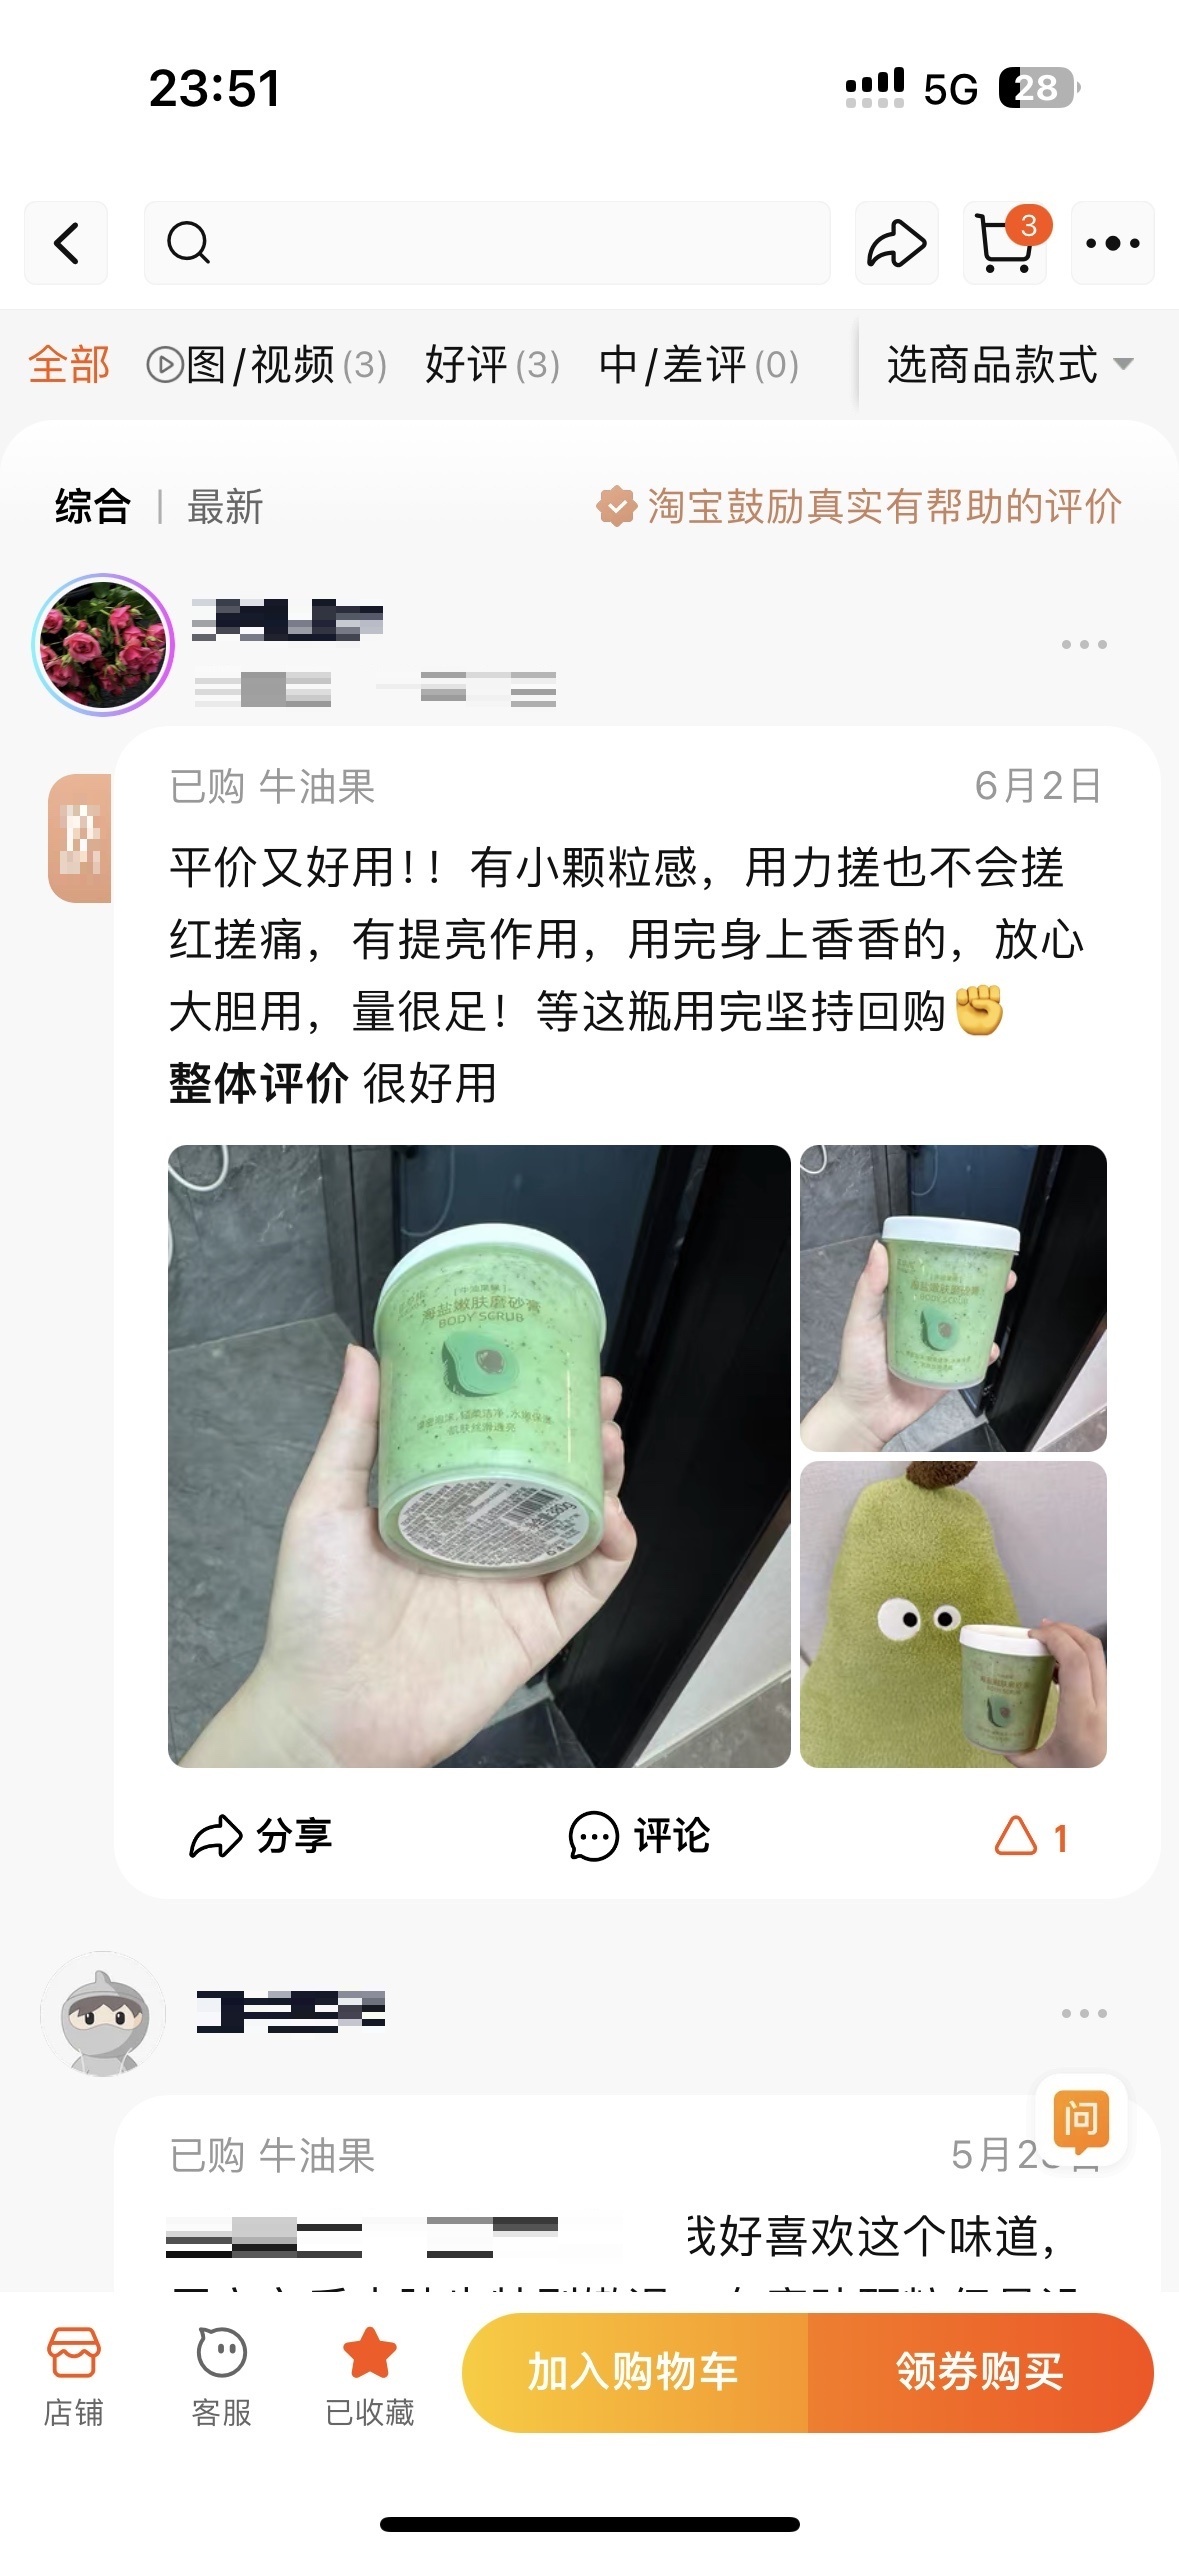 23:51
5G
28
3
全部
图/视频(3)
好评(3)
中/差评(0)
选商品款式
综合
最新
淘宝鼓励真实有帮助的评价
已购 牛油果
6月2日
平价又好用!！有小颗粒感，用力搓也不会搓
红搓痛，有提亮作用，用完身上香香的，放心
大胆用，量很足！等这瓶用完坚持回购✊
整体评价 很好用
海盐嫩肤磨砂膏
BODY SCRUB
分享
评论
1
问
已购 牛油果
5月2
我好喜欢这个味道，
店铺
客服
已收藏
加入购物车
领券购买